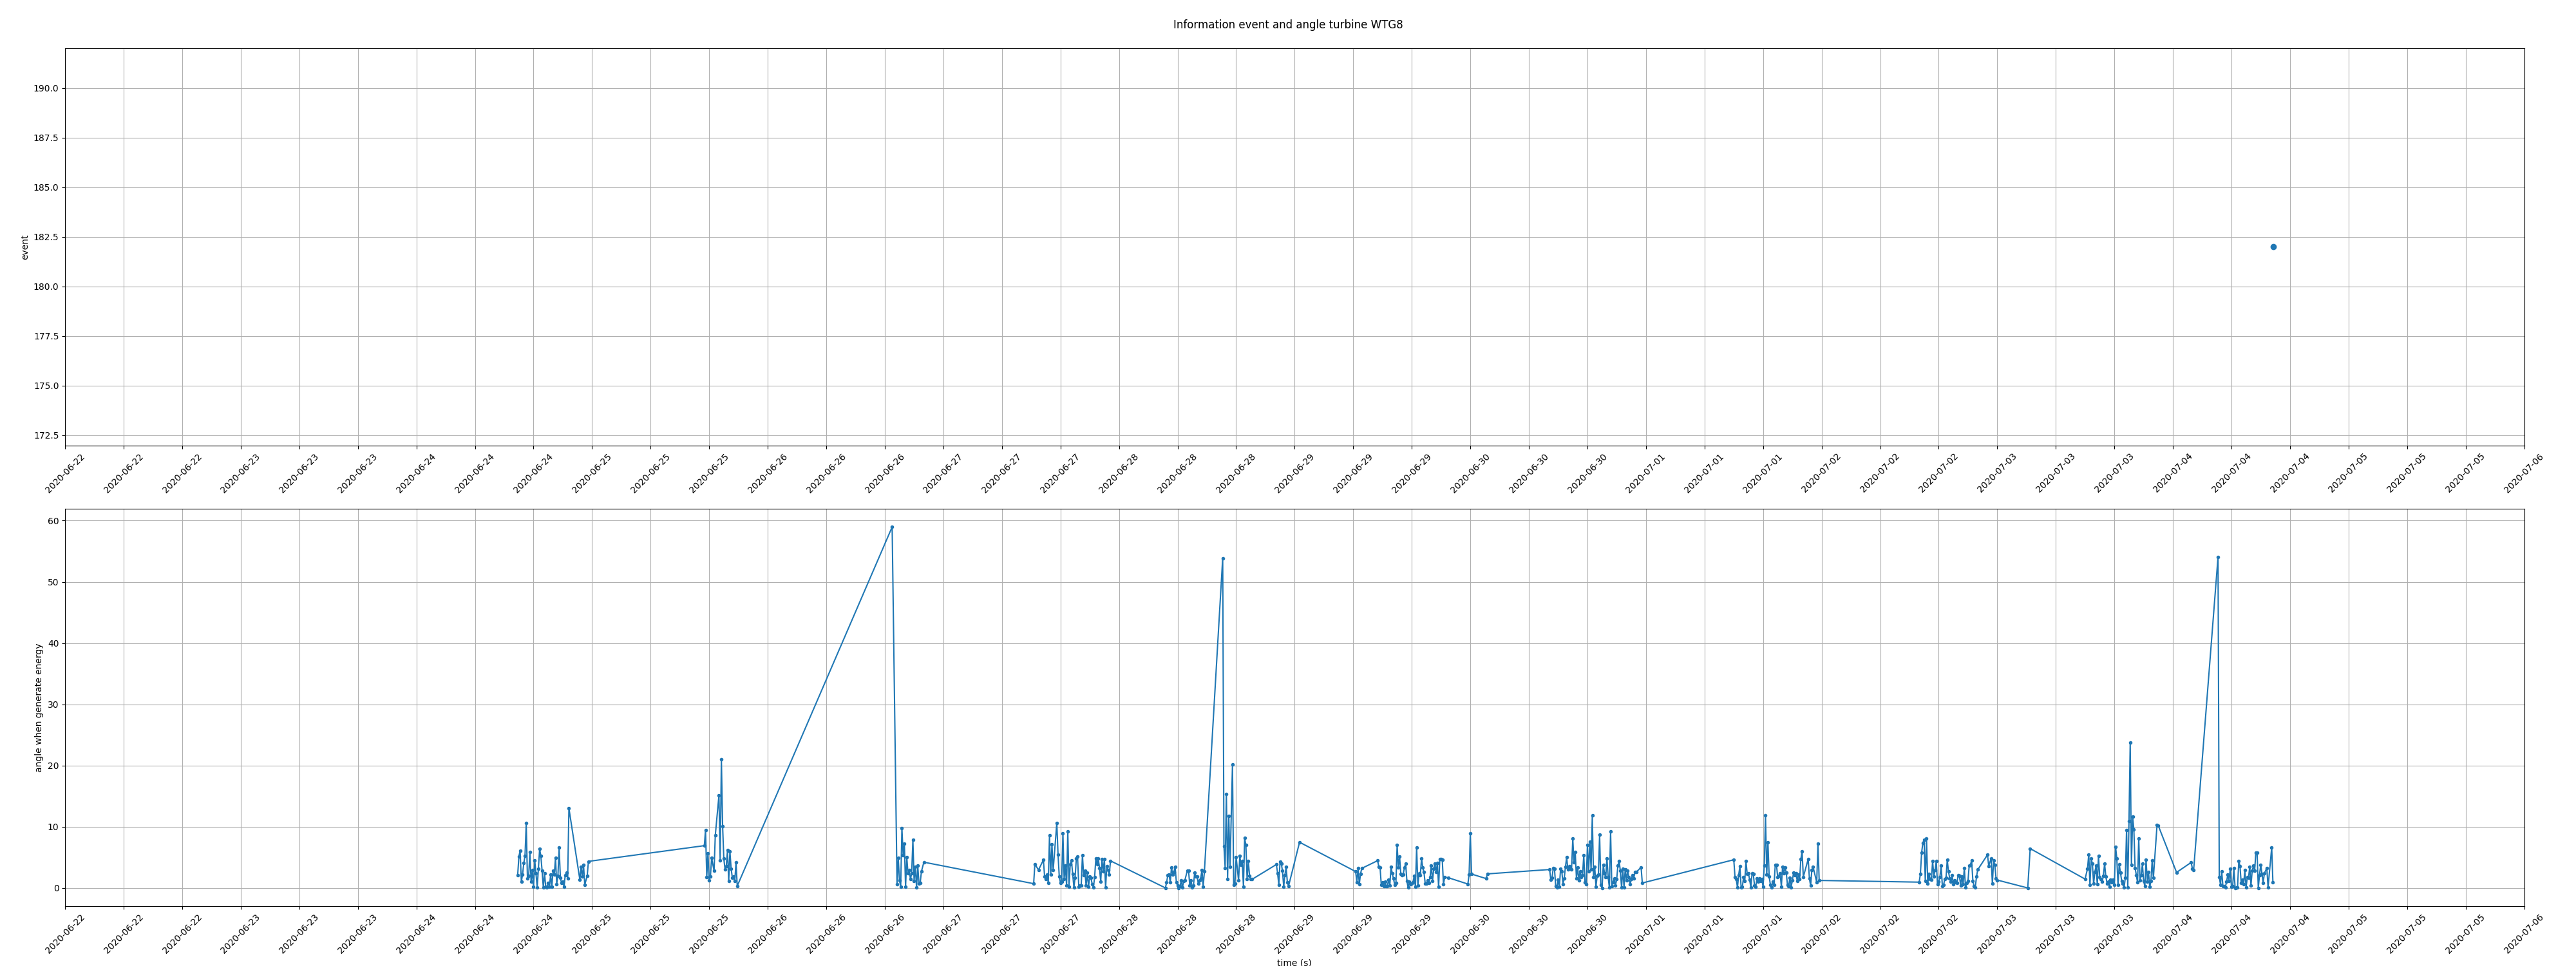 Information event and angle turbine WTG8
190.0
187.5
185.0
182.5
180.0
177.5
175.0
172.5
event
2020-06-22 2020-06-22 2020-06-22 2020-06-23 2020-06-23 2020-06-23 2020-06-24 2020-06-24 2020-06-24 2020-06-25 2020-06-25 2020-06-25 2020-06-26 2020-06-26 2020-06-26 2020-06-27 2020-06-27 2020-06-27 2020-06-28 2020-06-28 2020-06-28 2020-06-29 2020-06-29 2020-06-29 2020-06-30 2020-06-30 2020-06-30 2020-07-01 2020-07-01 2020-07-01 2020-07-02 2020-07-02 2020-07-02 2020-07-03 2020-07-03 2020-07-03 2020-07-04 2020-07-04 2020-07-04 2020-07-05 2020-07-05 2020-07-05 2020-07-06
60
50
40
30
20
10
0
angle when generate energy
2020-06-22 2020-06-22 2020-06-22 2020-06-23 2020-06-23 2020-06-23 2020-06-24 2020-06-24 2020-06-24 2020-06-25 2020-06-25 2020-06-25 2020-06-26 2020-06-26 2020-06-26 2020-06-27 2020-06-27 2020-06-27 2020-06-28 2020-06-28 2020-06-28 2020-06-29 2020-06-29 2020-06-29 2020-06-30 2020-06-30 2020-06-30 2020-07-01 2020-07-01 2020-07-01 2020-07-02 2020-07-02 2020-07-02 2020-07-03 2020-07-03 2020-07-03 2020-07-04 2020-07-04 2020-07-04 2020-07-05 2020-07-05 2020-07-05 2020-07-06
time (s)